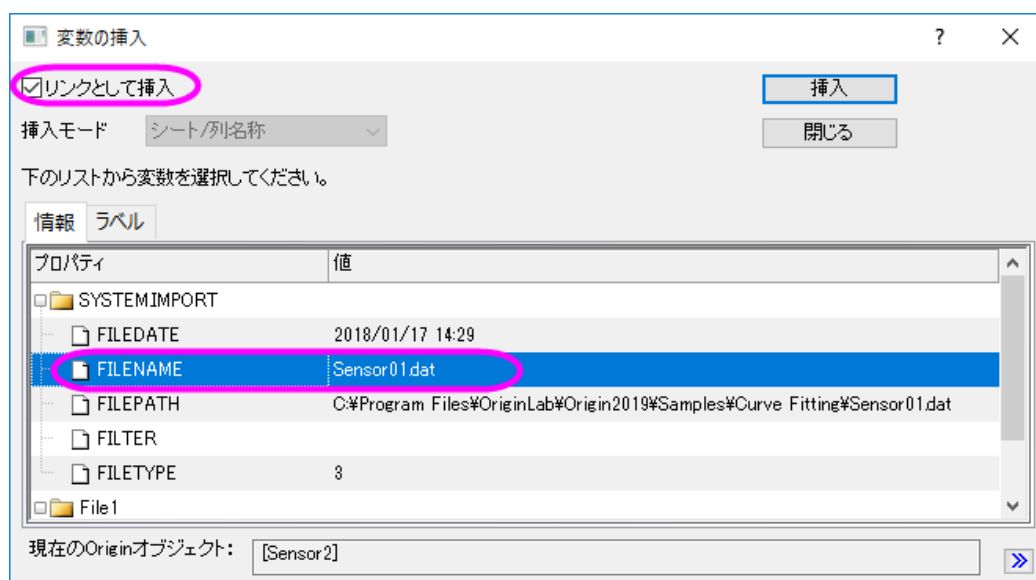 変数の挿入 ?
リンクとして挿入 挿入
挿入モード シート/列名称 閉じる
下のリストから変数を選択してください。
情報 ラベル
プロパティ 値
SYSTEM.IMPORT
FILEDATE 2018/01/17 14:29
FILENAME Sensor01.dat
FILEPATH C:¥Program Files¥OriginLab¥Origin2019¥Samples¥Curve Fitting¥Sensor01.dat
FILTER
FILETYPE 3
File1
現在のOriginオブジェクト： [Sensor2]